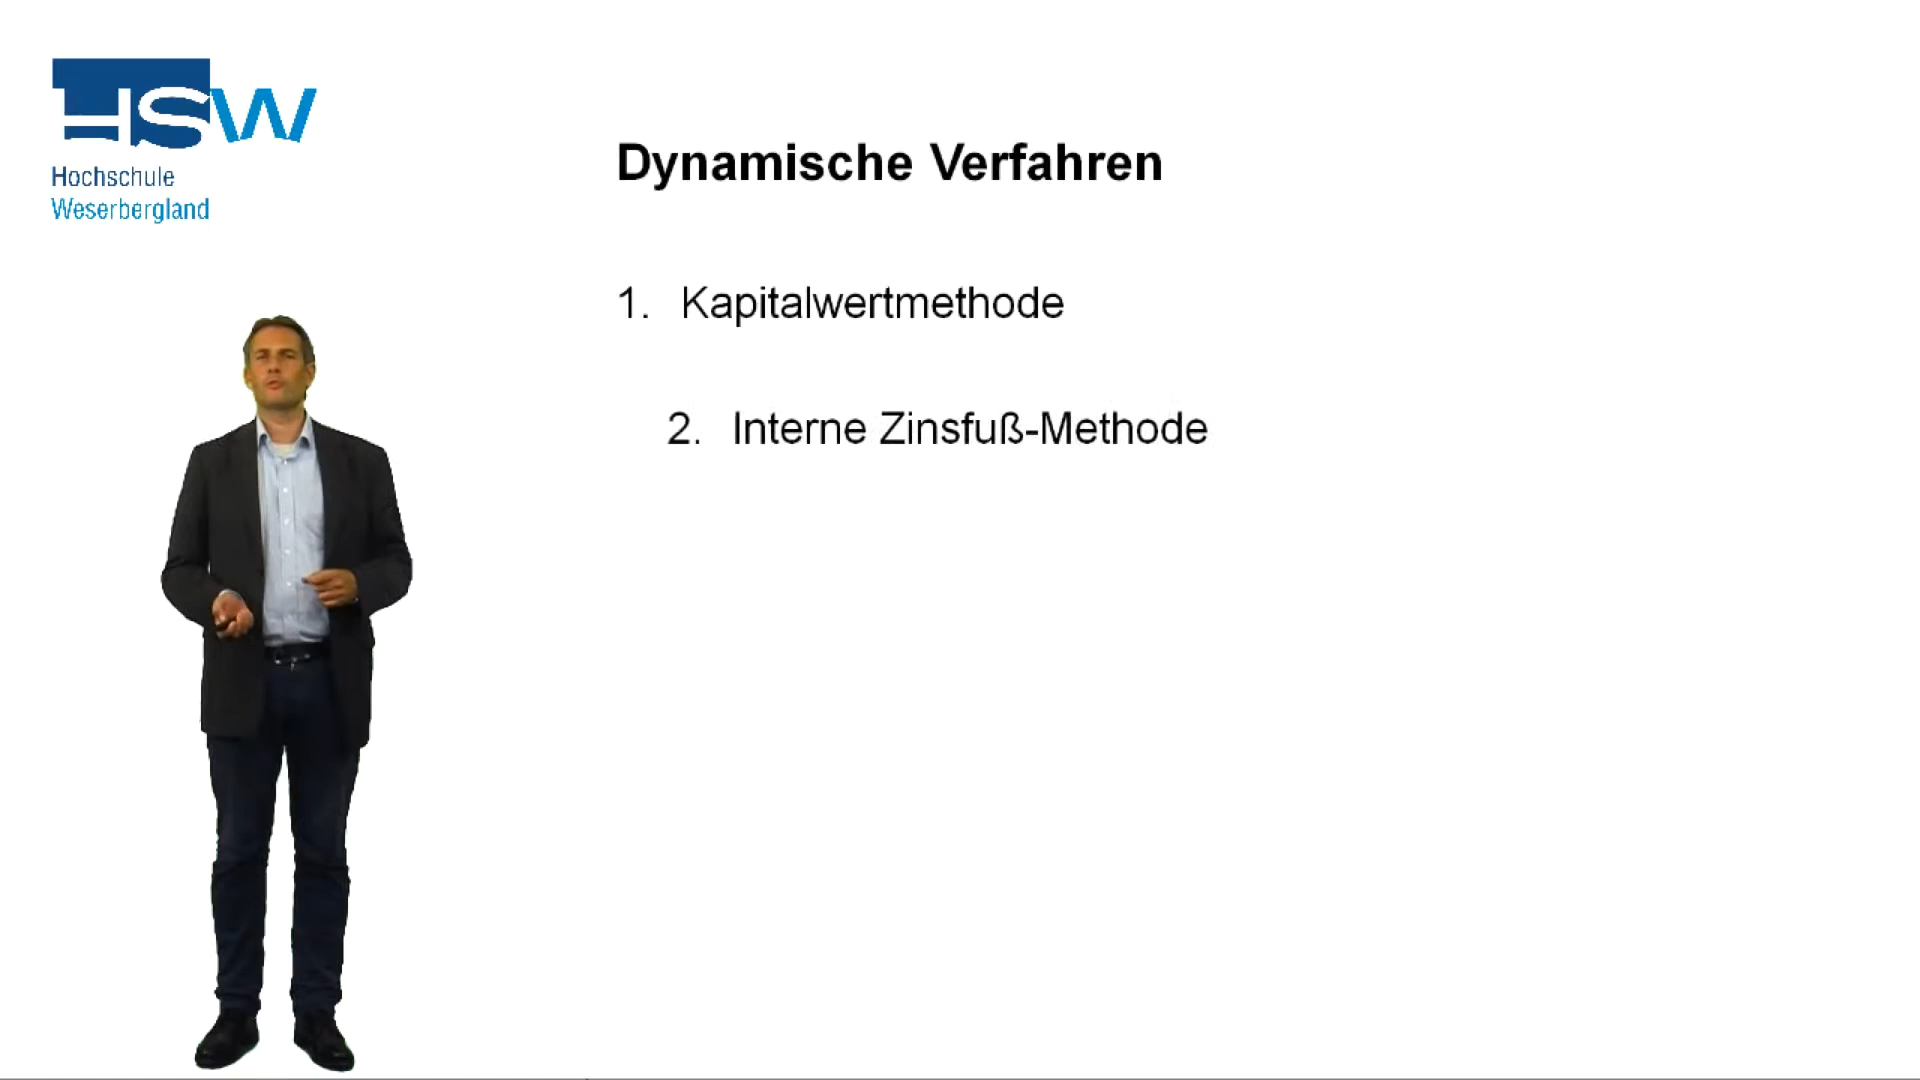 HSW
Hochschule
Weserbergland
Dynamische Verfahren
1. Kapitalwertmethode
2. Interne Zinsfuß-Methode